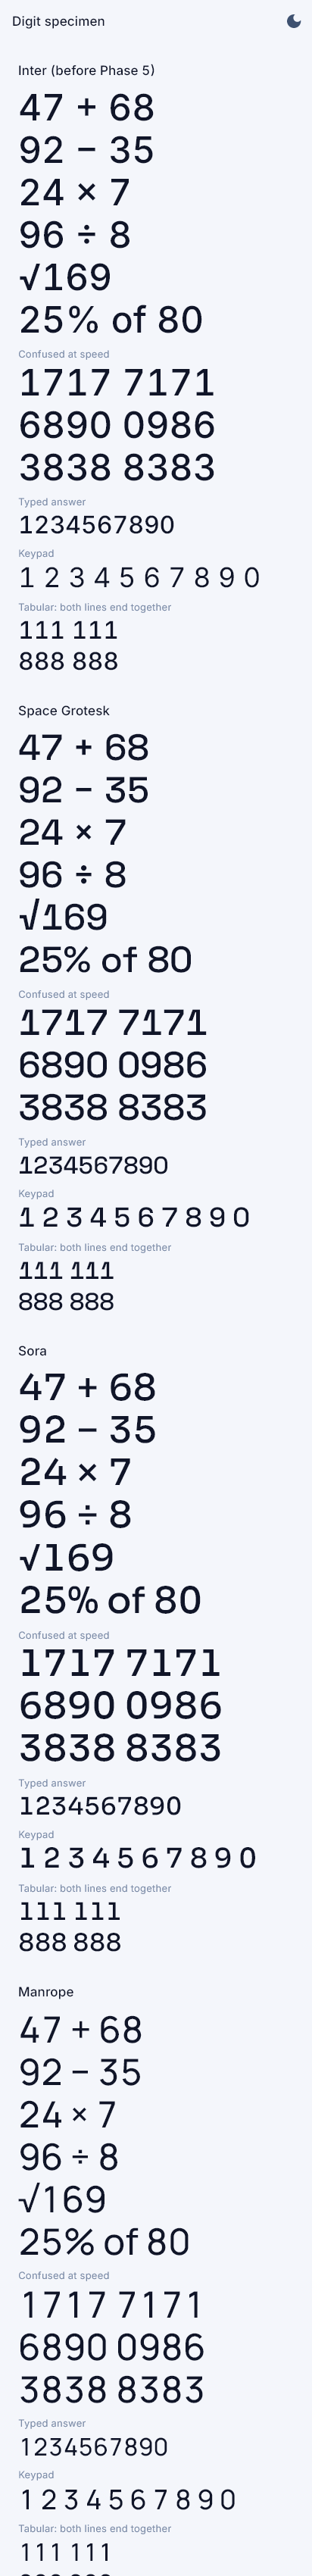 Digit specimen
Inter (before Phase 5)
47 + 68
92 − 35
24 × 7
96 ÷ 8
√169
25% of 80
Confused at speed
1717 7171
6890 0986
3838 8383
Typed answer
1234567890
Keypad
1 2 3 4 5 6 7 8 9 0
Tabular: both lines end together
111 111
888 888
Space Grotesk
47 + 68
92 − 35
24 × 7
96 ÷ 8
√169
25% of 80
Confused at speed
1717 7171
6890 0986
3838 8383
Typed answer
1234567890
Keypad
1 2 3 4 5 6 7 8 9 0
Tabular: both lines end together
111 111
888 888
Sora
47 + 68
92 − 35
24 × 7
96 ÷ 8
√169
25% of 80
Confused at speed
1717 7171
6890 0986
3838 8383
Typed answer
1234567890
Keypad
1 2 3 4 5 6 7 8 9 0
Tabular: both lines end together
111 111
888 888
Manrope
47 + 68
92 − 35
24 × 7
96 ÷ 8
√169
25% of 80
Confused at speed
1717 7171
6890 0986
3838 8383
Typed answer
1234567890
Keypad
1 2 3 4 5 6 7 8 9 0
Tabular: both lines end together
111 111